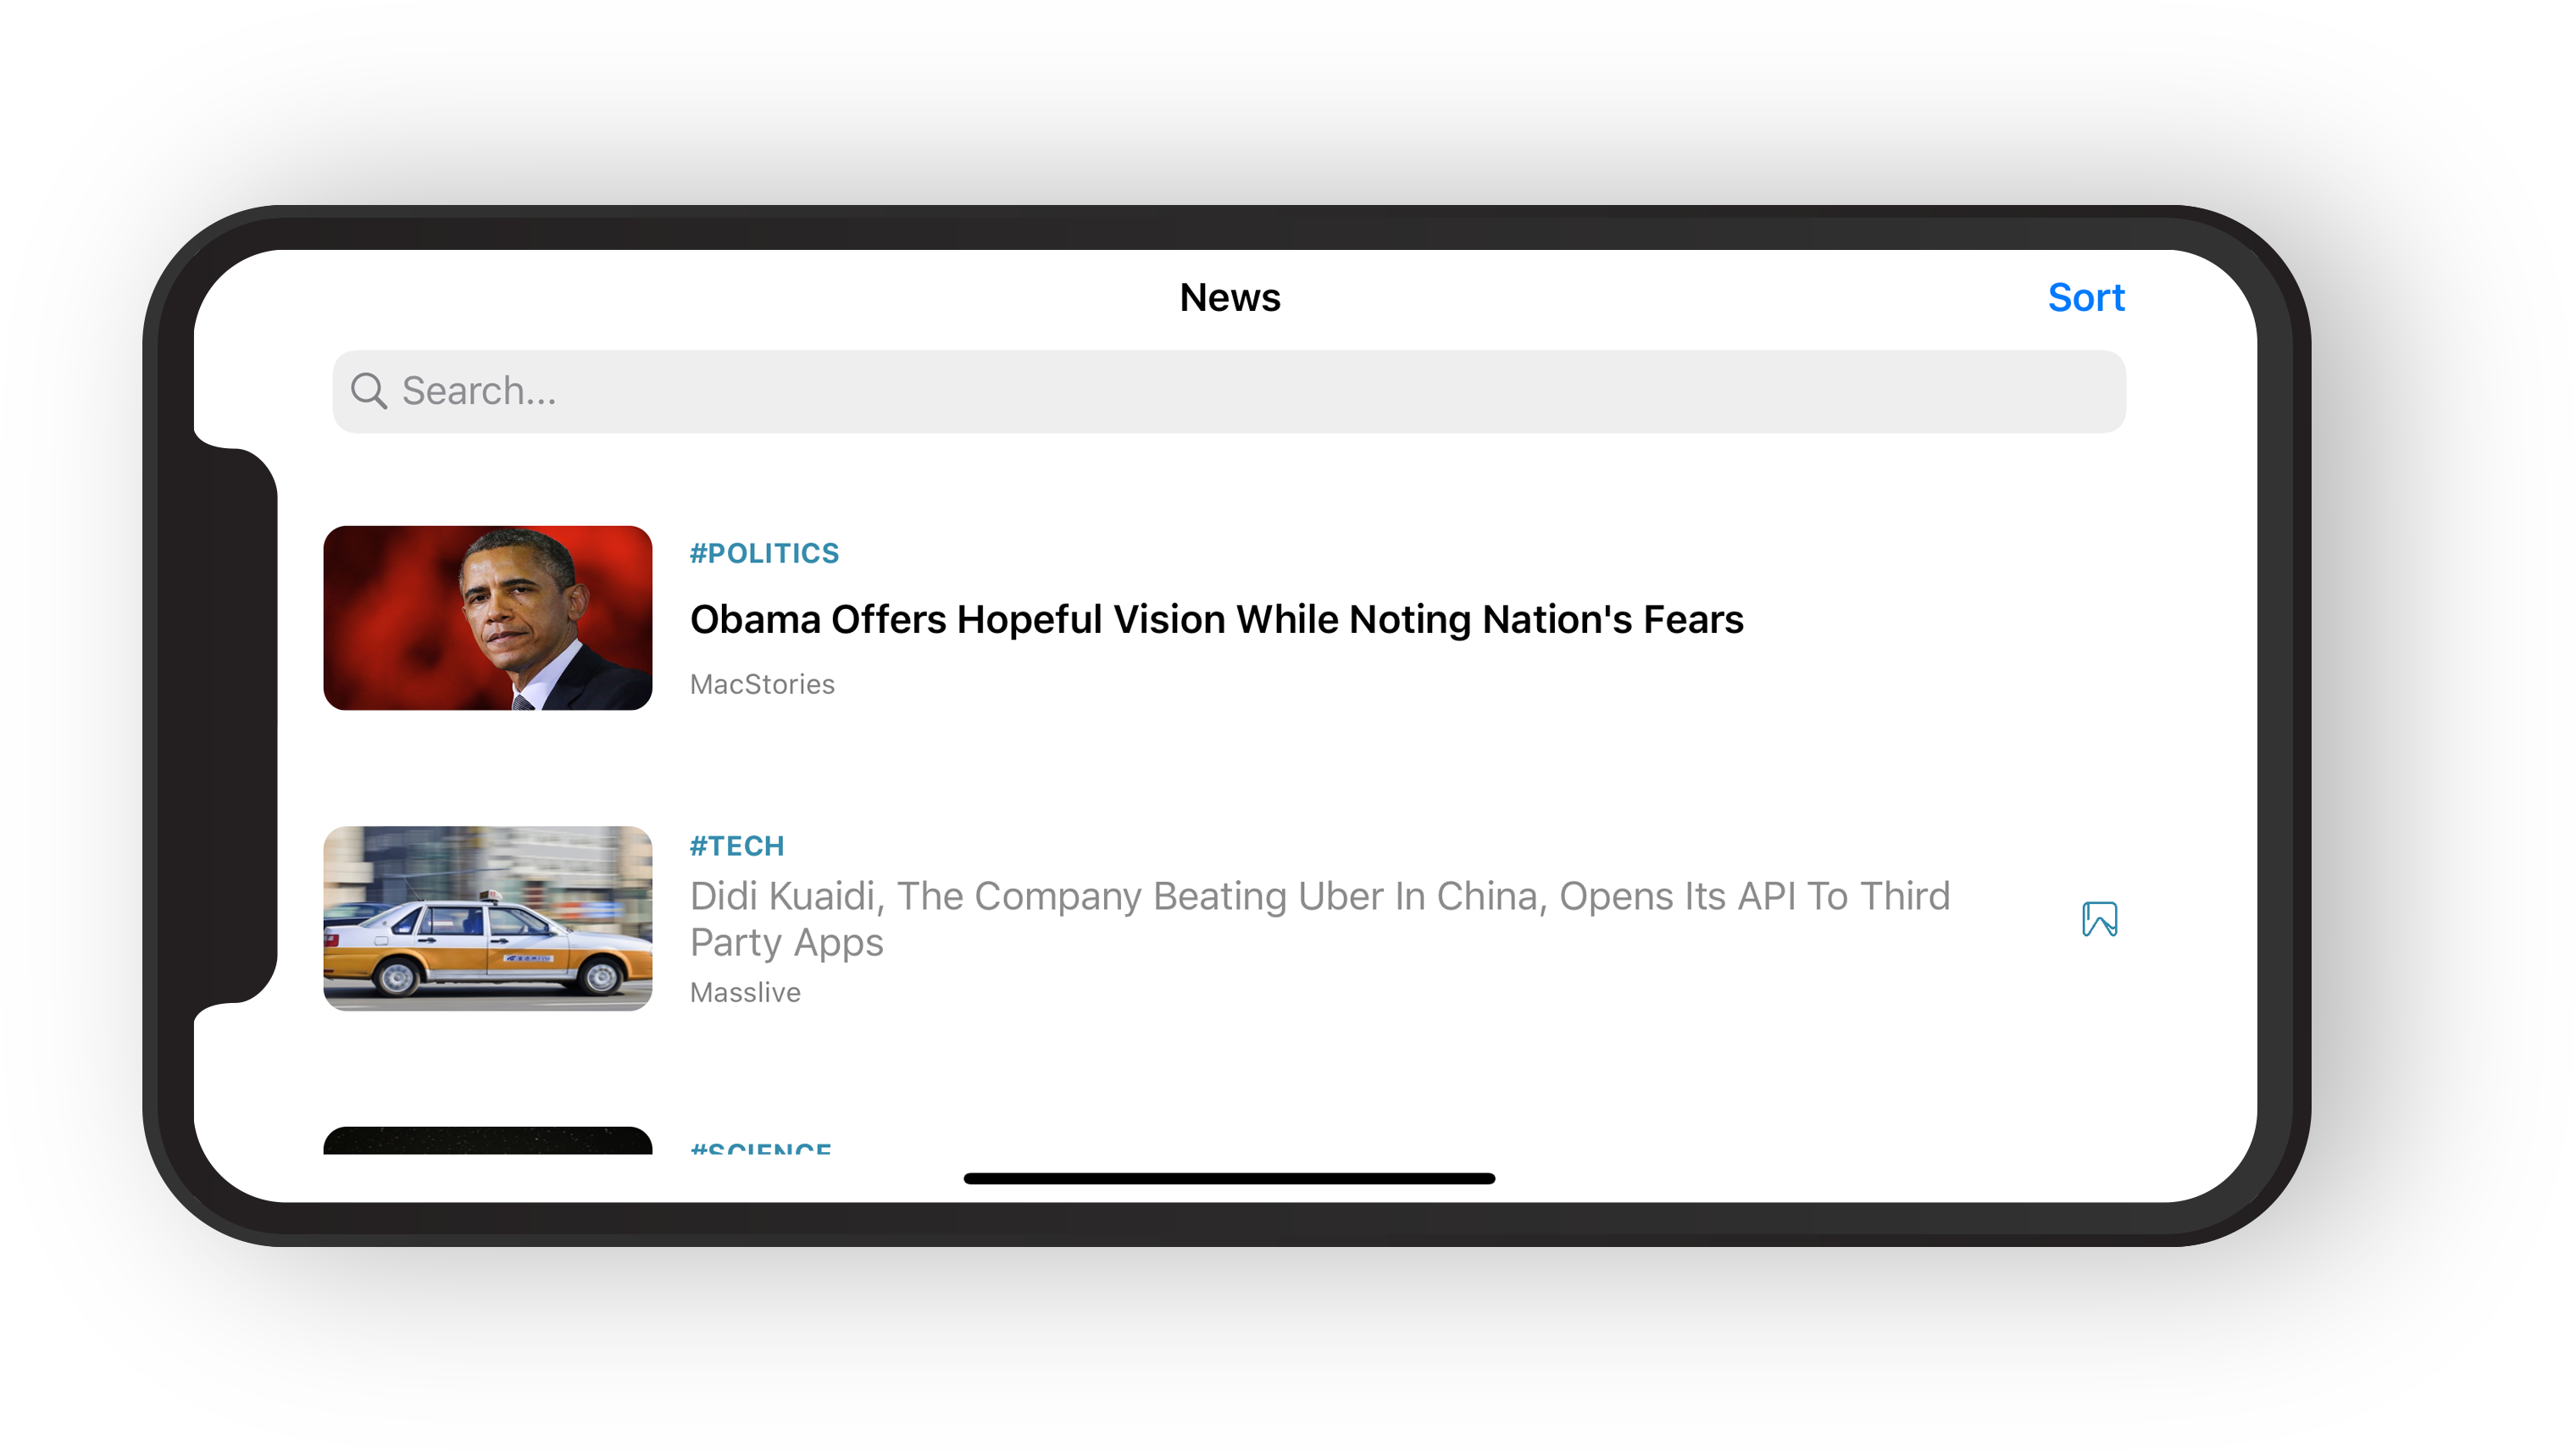 News
Sort
Search...
#POLITICS
Obama Offers Hopeful Vision While Noting Nation's Fears
MacStories
#TECH
Didi Kuaidi, The Company Beating Uber In China, Opens Its API To Third
Party Apps
Masslive
#SCIENCE